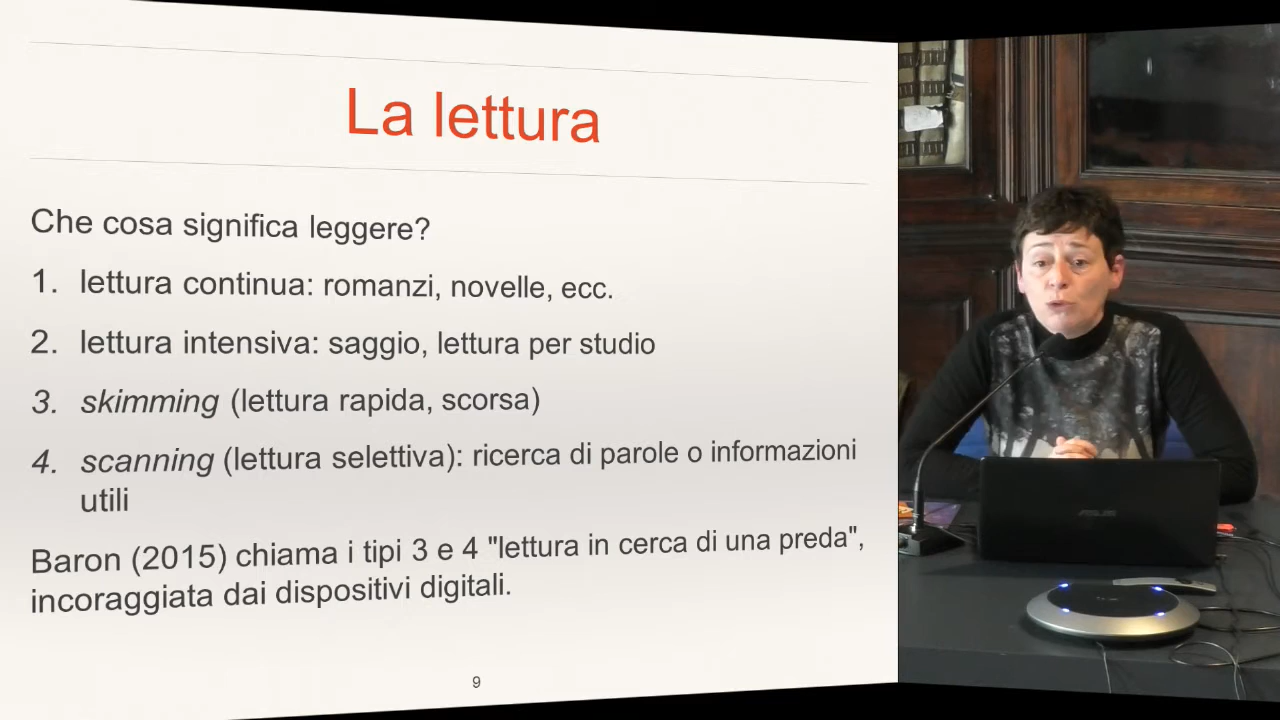 La lettura
Che cosa significa leggere?
1. lettura continua: romanzi, novelle, ecc.
2. lettura intensiva: saggio, lettura per studio
3. skimming (lettura rapida, scorsa)
4. scanning (lettura selettiva): ricerca di parole o informazioni
utili
Baron (2015) chiama i tipi 3 e 4 "lettura in cerca di una preda",
incoraggiata dai dispositivi digitali.
9
ASUS